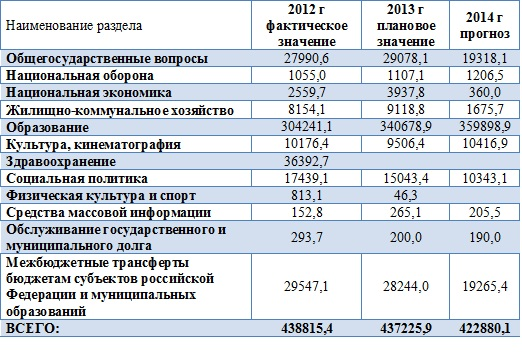 Наименование раздела 2012 г фактическое значение 2013 г плановое значение 2014 г прогноз
Общегосударственные вопросы 27990,6 29078,1 19318,1
Национальная оборона 1055,0 1107,1 1206,5
Национальная экономика 2559,7 3937,8 360,0
Жилищно-коммунальное хозяйство 8154,1 9118,8 1675,7
Образование 304241,1 340678,9 359898,9
Культура, кинематография 10176,4 9506,4 10416,9
Здравоохранение 36392,7
Социальная политика 17439,1 15043,4 10343,1
Физическая культура и спорт 813,1 46,3
Средства массовой информации 152,8 265,1 205,5
Обслуживание государственного и
муниципального долга 293,7 200,0 190,0
Межбюджетные трансферты
бюджетам субъектов российской
Федерации и муниципальных
образований 29547,1 28244,0 19265,4
ВСЕГО: 438815,4 437225,9 422880,1